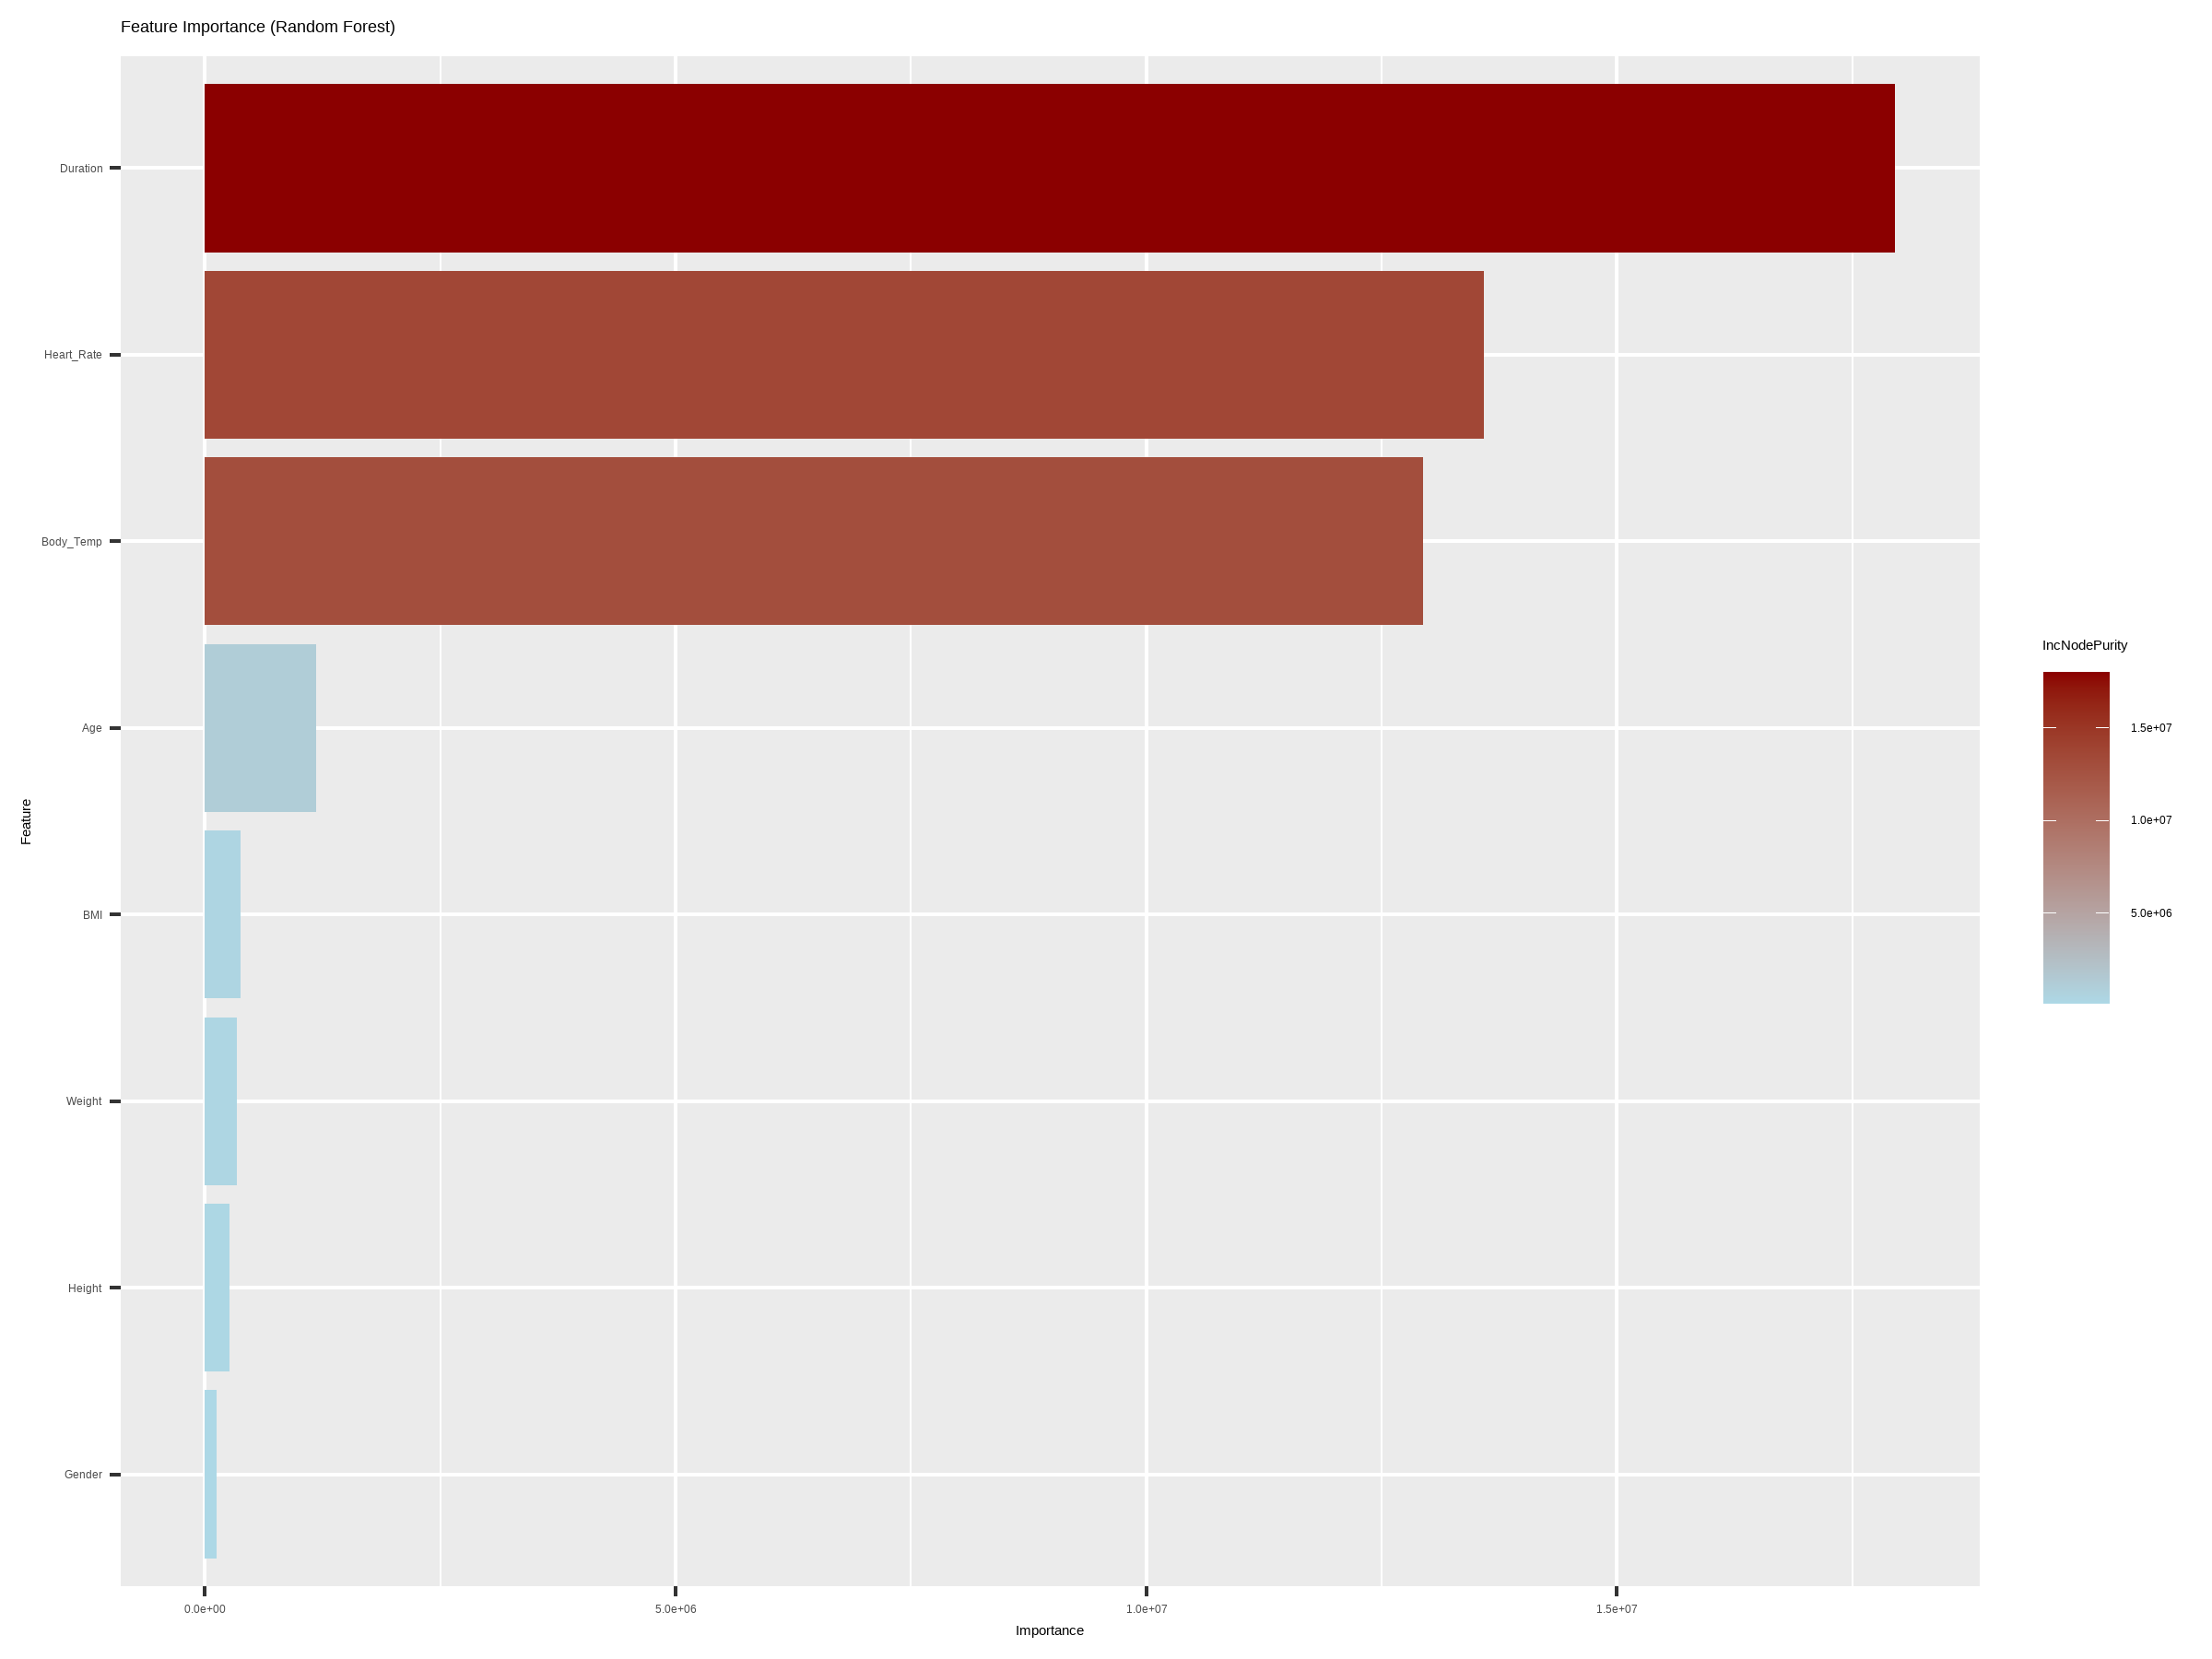 Feature Importance (Random Forest)
Duration
Heart_Rate
Body_Temp
Age
BMI
Weight
Height
Gender
Feature
0.0e+00
5.0e+06
1.0e+07
1.5e+07
Importance
IncNodePurity
1.5e+07
1.0e+07
5.0e+06